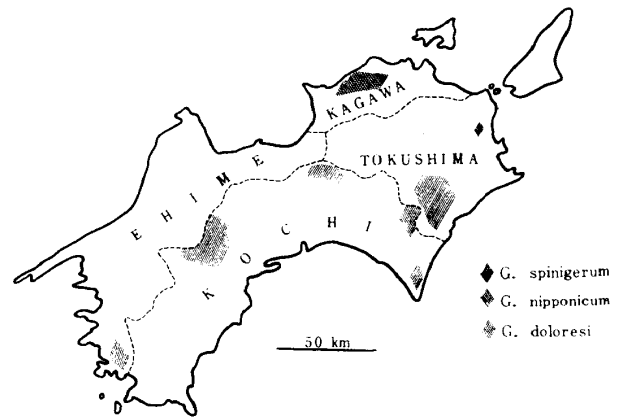 KAGAWA
TOKUSHIMA
EHIME
KOCHI
G. spinigerum
G. nipponicum
G. doloresi
50 km